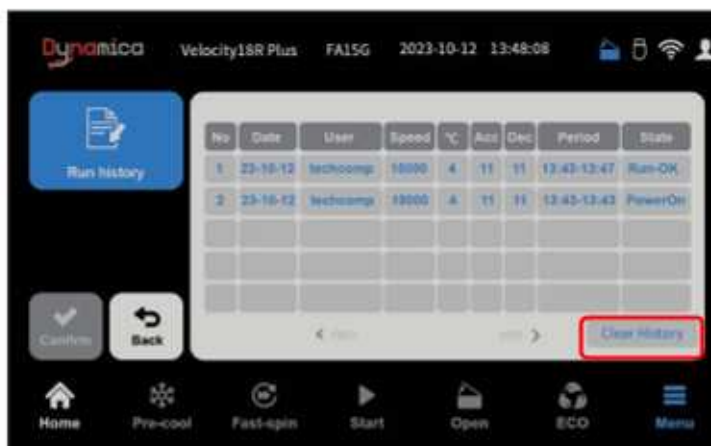 Dynamica Velocity18R Plus FA15G 2023-10-12 13:48:08
Run history
No Date User Speed °C Acc Dec Period State
1 23-10-12 techcomp 10000 4 11 11 13:43-13:47 Run-OK
2 23-10-12 techcomp 10000 4 11 11 13:43-13:43 PowerOn
Confirm
Back
Clear History
Home Pre-cool Fast-spin Start Open ECO Menu